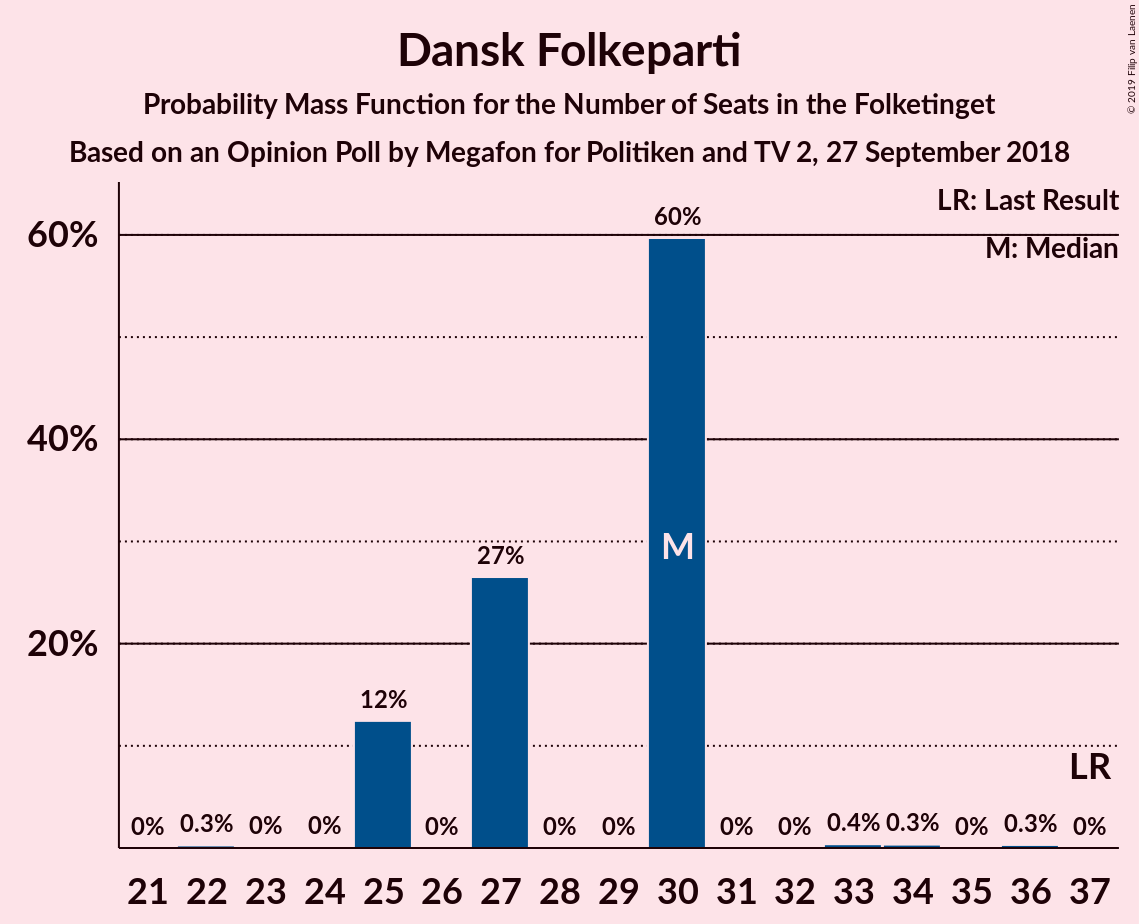 Dansk Folkeparti
Probability Mass Function for the Number of Seats in the Folketinget
Based on an Opinion Poll by Megafon for Politiken and TV 2, 27 September 2018
© 2019 Filip van Laenen
LR: Last Result
M: Median
60%
40%
20%
0% 0.3% 0% 0% 12% 0% 27% 0% 0% 60% 0% 0% 0.4% 0.3% 0% 0.3% 0%
M
LR
21 22 23 24 25 26 27 28 29 30 31 32 33 34 35 36 37